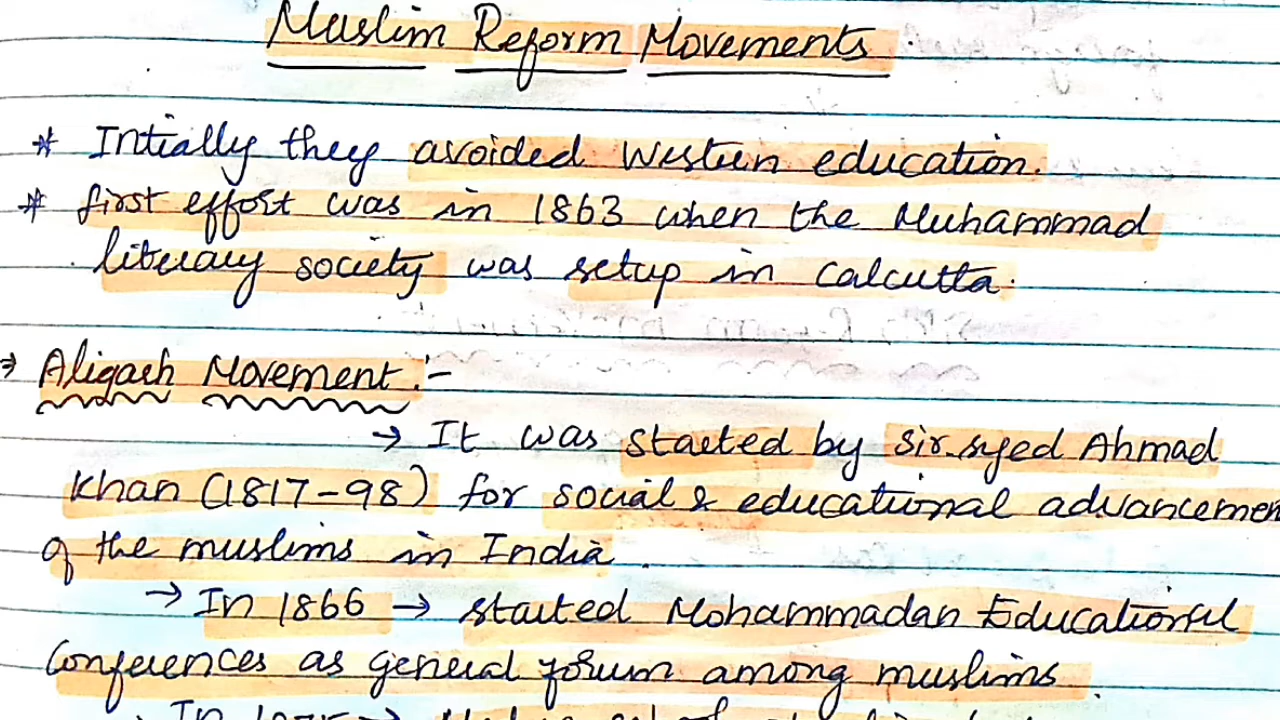 Muslim Reform Movements
* Intially they avoided Western education.
* first effort was in 1863 when the Muhammad
literary society was setup in Calcutta.
⇒ Aligarh Movement :-
→ It was started by sir syed Ahmad
Khan (1817-98) for social & educational advancemen
of the muslims in India.
→ In 1866 → started Mohammadan Educational
Conferences as general forum among muslims.